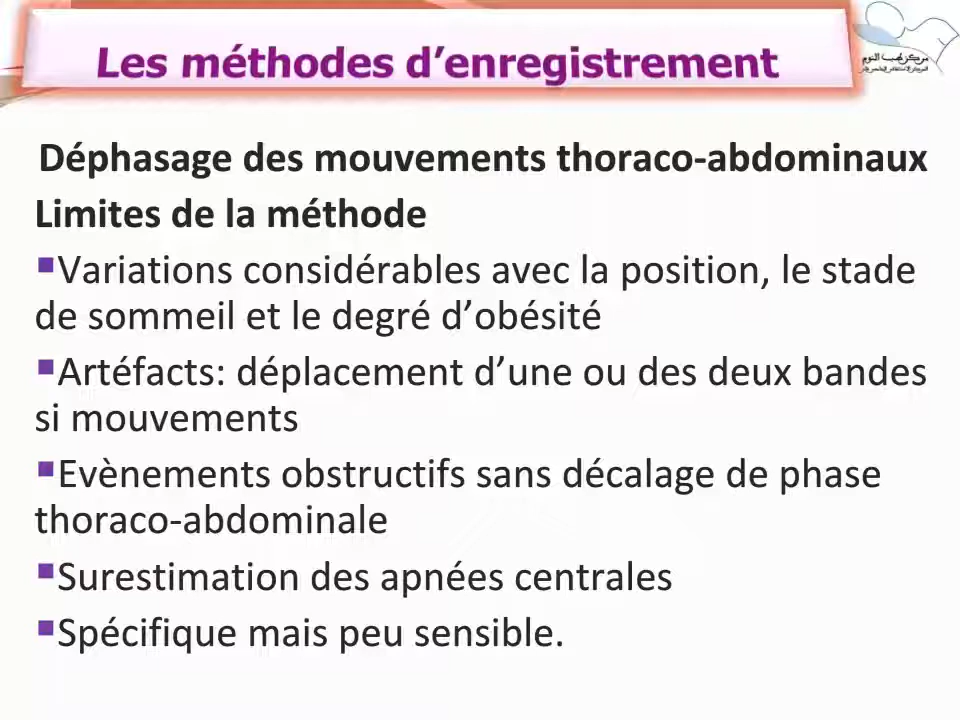 Les méthodes d’enregistrement
Déphasage des mouvements thoraco-abdominaux
Limites de la méthode
▪Variations considérables avec la position, le stade
de sommeil et le degré d’obésité
▪Artéfacts: déplacement d’une ou des deux bandes
si mouvements
▪Evènements obstructifs sans décalage de phase
thoraco-abdominale
▪Surestimation des apnées centrales
▪Spécifique mais peu sensible.